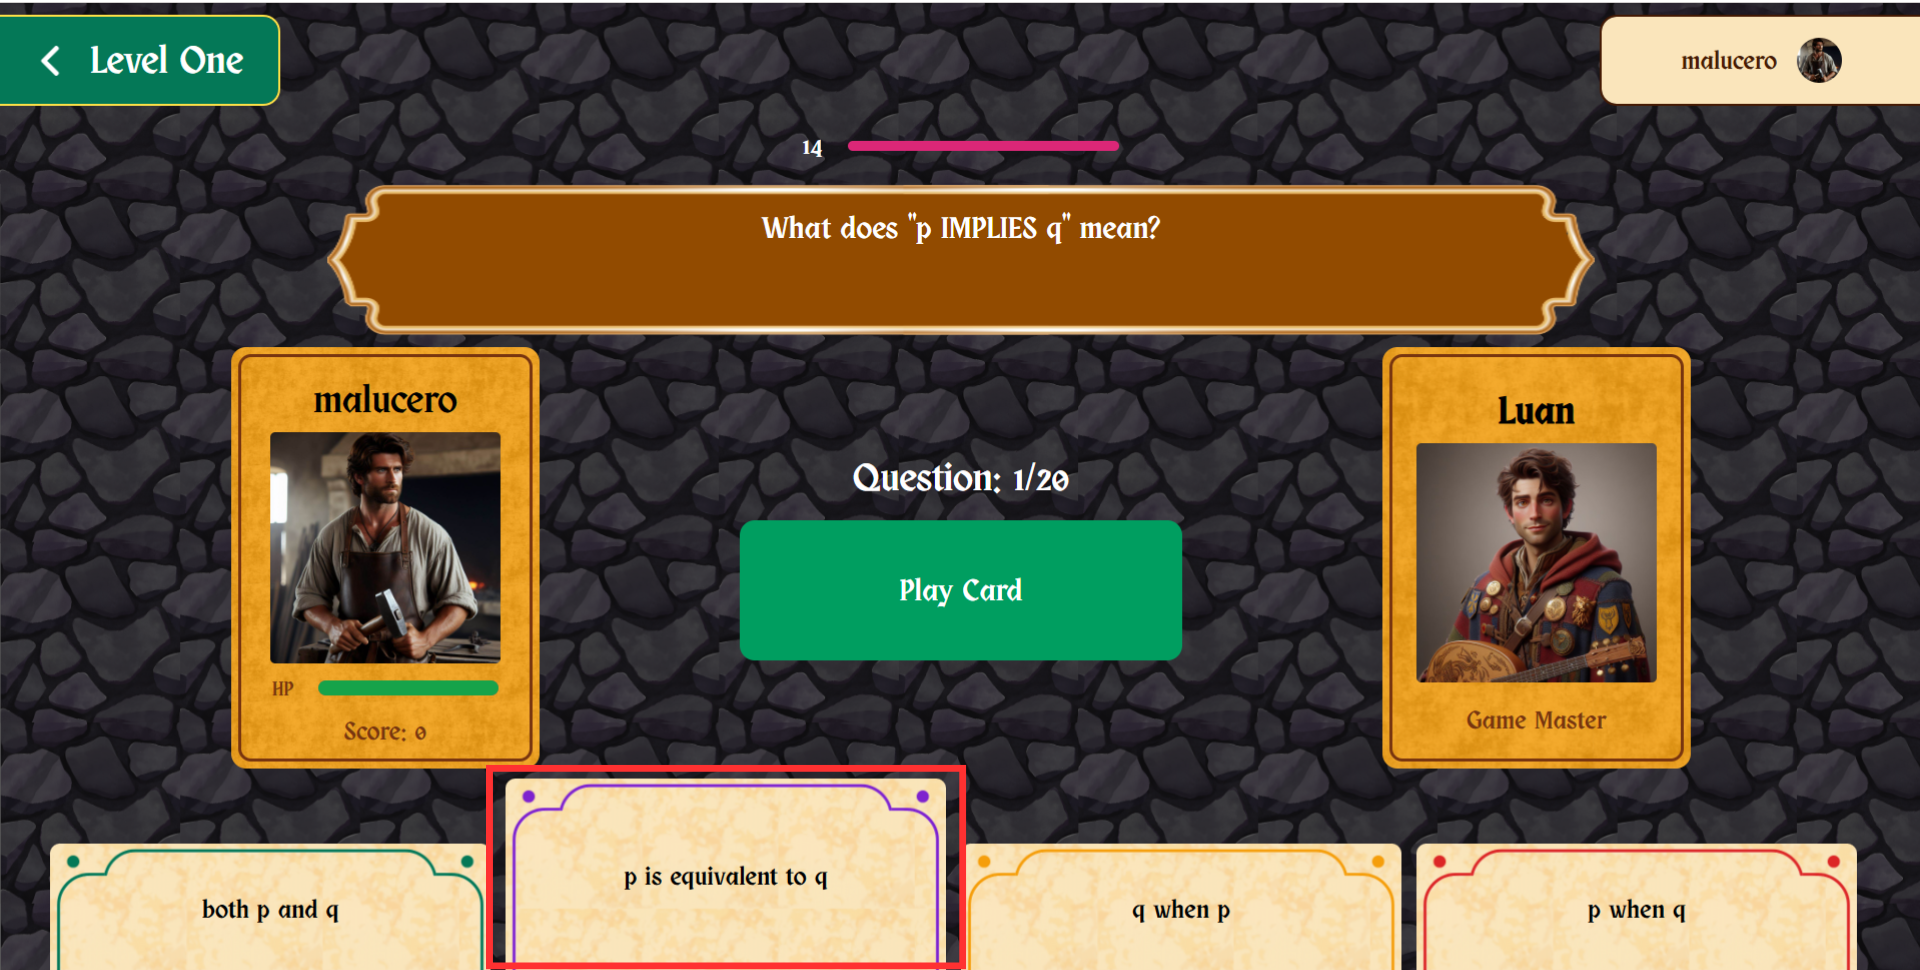 Level One
malucero
14
What does "p IMPLIES q" mean?
malucero
HP
Score: 0
Question: 1/20
Play Card
Luan
Game Master
both p and q
p is equivalent to q
q when p
p when q